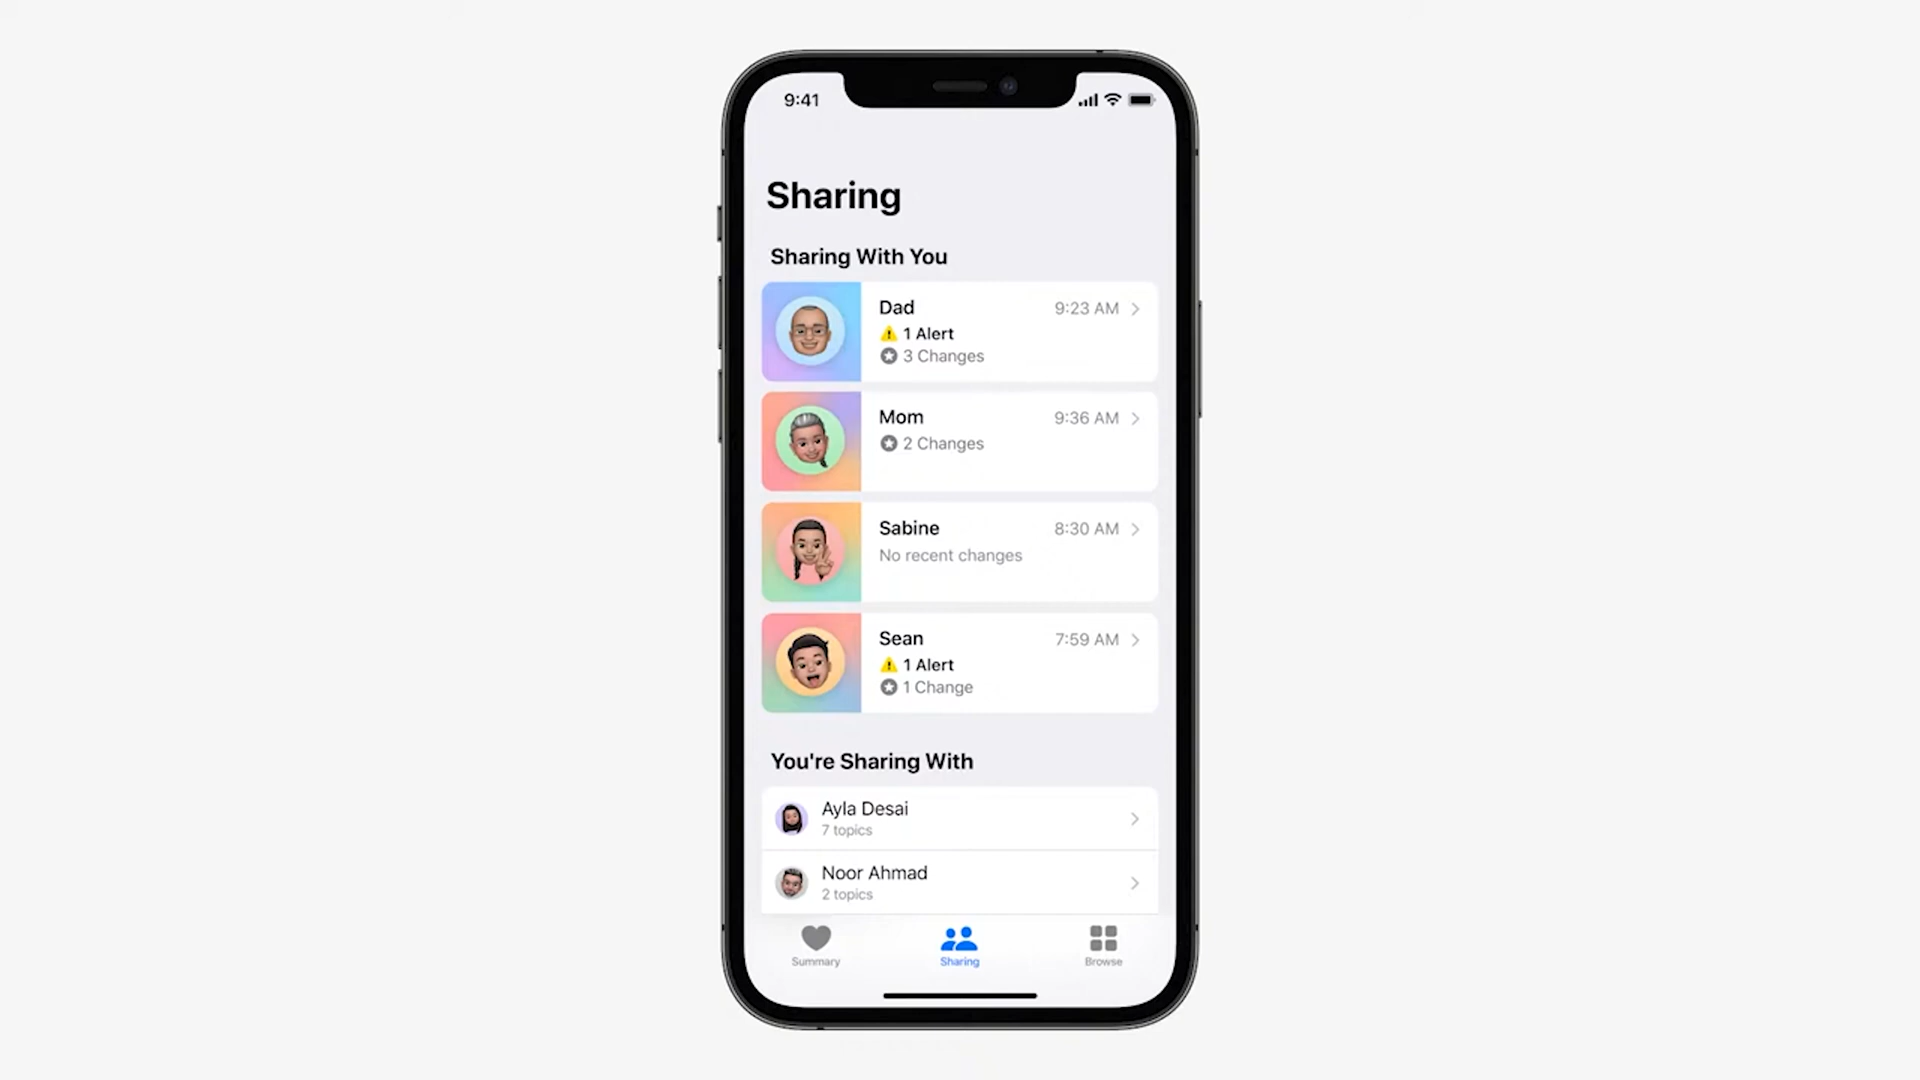 9:41
Sharing
Sharing With You
Dad 9:23 AM
1 Alert
3 Changes
Mom 9:36 AM
2 Changes
Sabine 8:30 AM
No recent changes
Sean 7:59 AM
1 Alert
1 Change
You're Sharing With
Ayla Desai
7 topics
Noor Ahmad
2 topics
Summary Sharing Browse